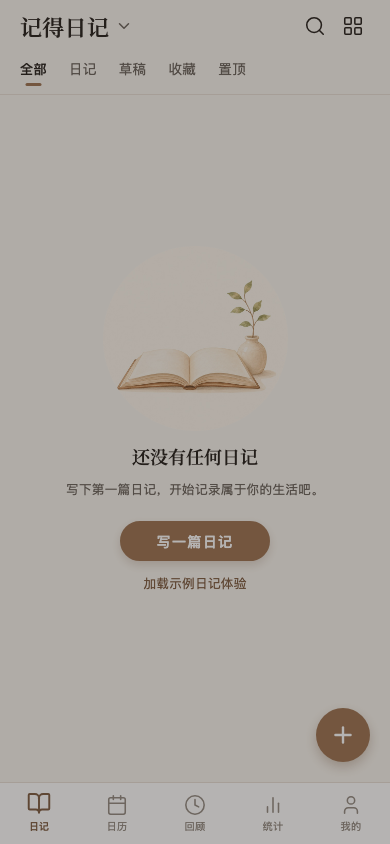 记得日记
全部 日记 草稿 收藏 置顶
还没有任何日记
写下第一篇日记，开始记录属于你的生活吧。
写一篇日记
加载示例日记体验
日记 日历 回顾 统计 我的